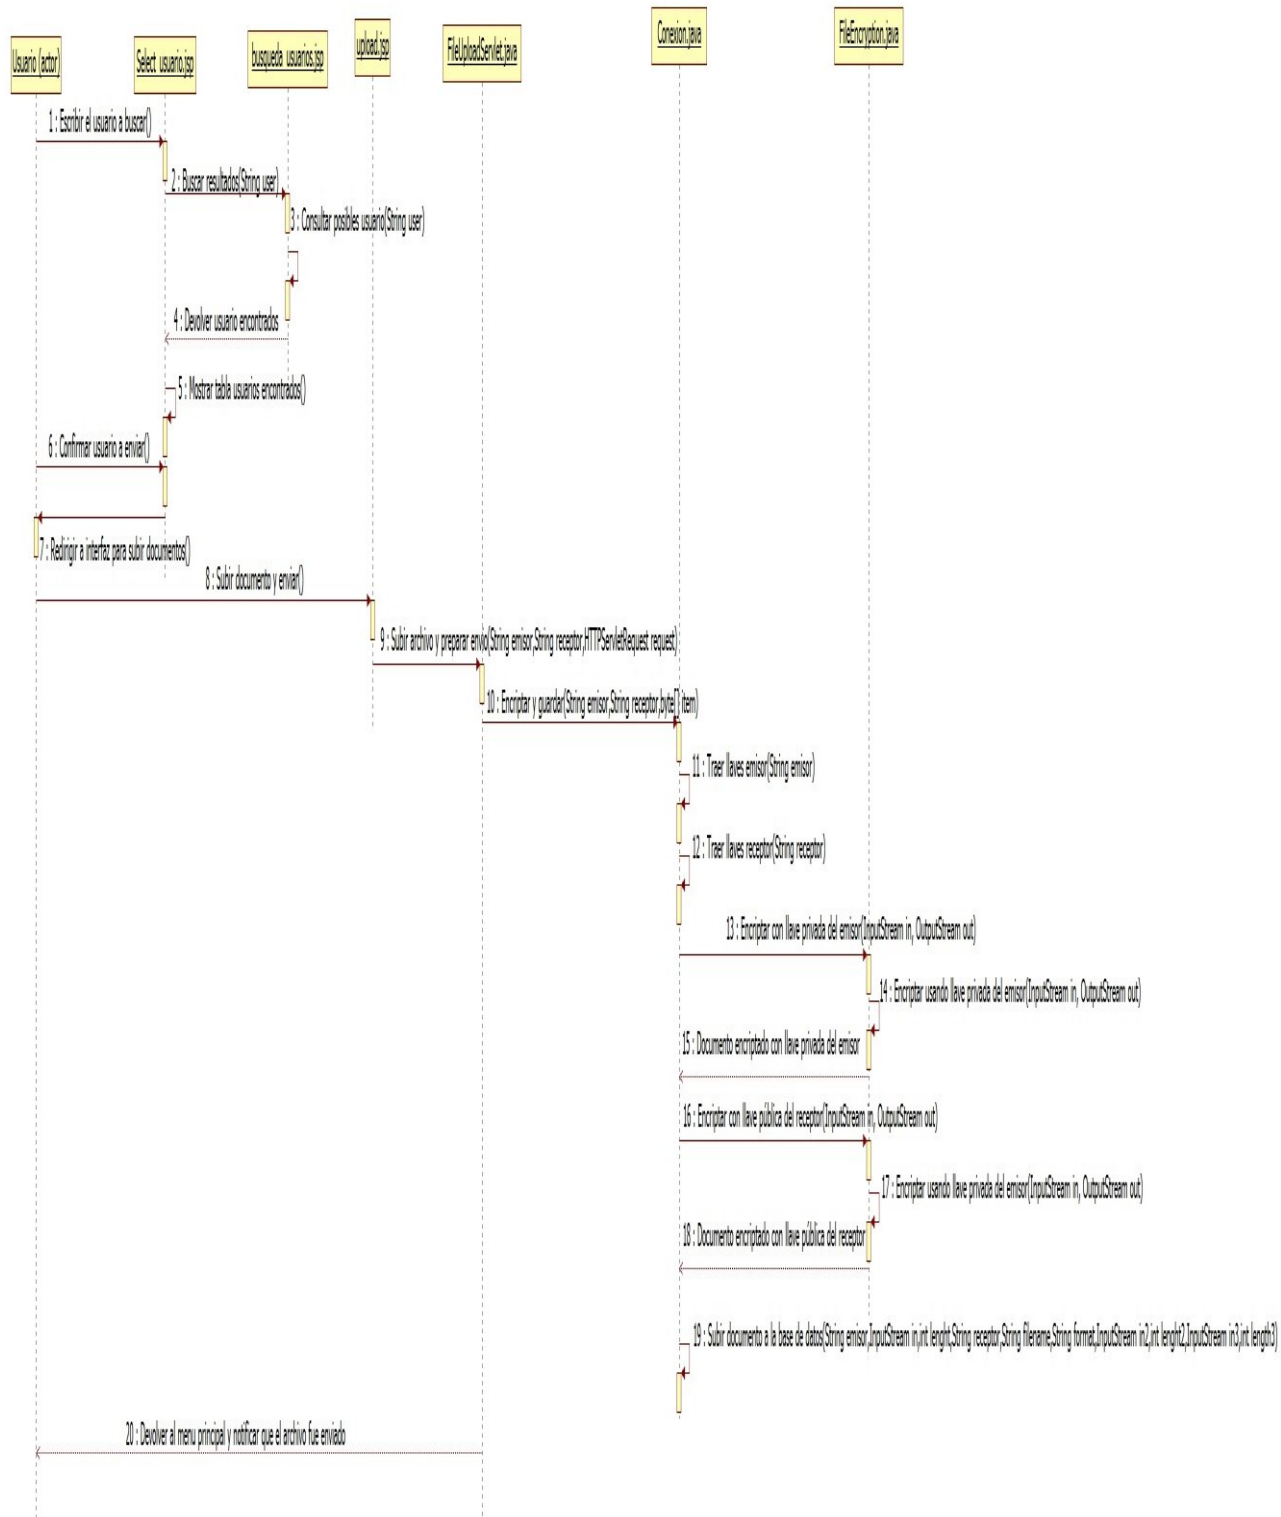 Usuario (actor)
Select_usuario.jsp
busqueda_usuarios.jsp
upload.jsp
FileUploadServlet.java
Conexion.java
FileEncryption.java
1 : Escribir el usuario a buscar()
2 : Buscar resultados(String user)
3 : Consultar posibles usuario(String user)
4 : Devolver usuario encontrados
5 : Mostrar tabla usuarios encontrados()
6 : Confirmar usuario a enviar()
7 : Redirigir a interfaz para subir documentos()
8 : Subir documento y enviar()
9 : Subir archivo y preparar envio(String emisor,String receptor,HTTPServletRequest request)
10 : Encriptar y guardar(String emisor,String receptor,byte[] item)
11 : Traer llaves emisor(String emisor)
12 : Traer llaves receptor(String receptor)
13 : Encriptar con llave privada del emisor(InputStream in, OutputStream out)
14 : Encriptar usando llave privada del emisor(InputStream in, OutputStream out)
15 : Documento encriptado con llave privada del emisor
16 : Encriptar con llave pública del receptor(InputStream in, OutputStream out)
17 : Encriptar usando llave privada del emisor(InputStream in, OutputStream out)
18 : Documento encriptado con llave pública del receptor
19 : Subir documento a la base de datos(String emisor,InputStream in,int lenght,String receptor,String filename,String format,InputStream in2,int lenght2,InputStream in3,int length3)
20 : Devolver al menu principal y notificar que el archivo fue enviado